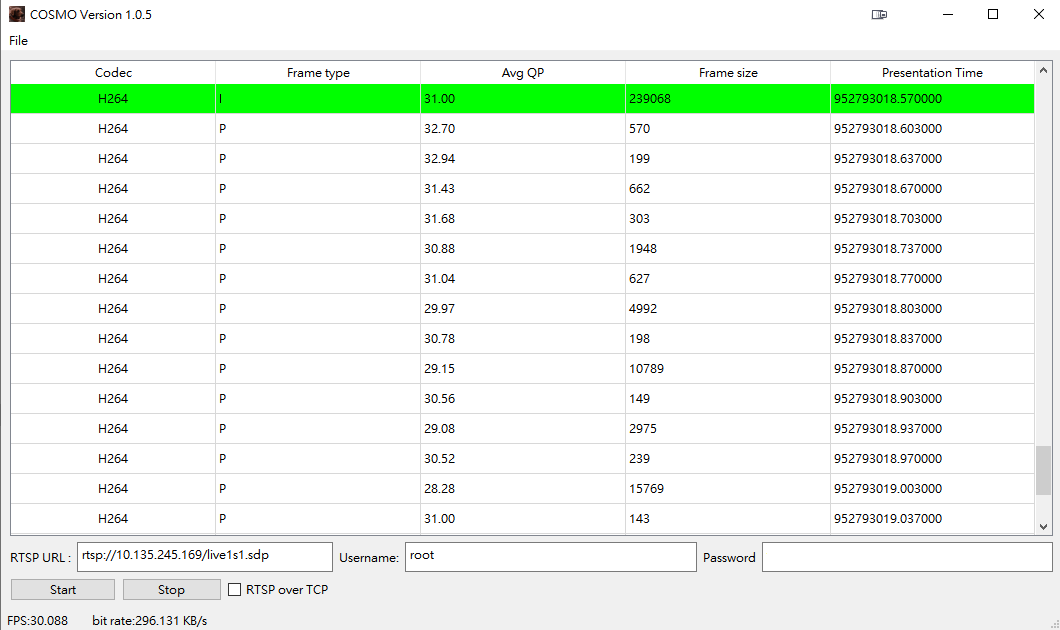 COSMO Version 1.0.5
File
Codec Frame type Avg QP Frame size Presentation Time
H264 I 31.00 239068 952793018.570000
H264 P 32.70 570 952793018.603000
H264 P 32.94 199 952793018.637000
H264 P 31.43 662 952793018.670000
H264 P 31.68 303 952793018.703000
H264 P 30.88 1948 952793018.737000
H264 P 31.04 627 952793018.770000
H264 P 29.97 4992 952793018.803000
H264 P 30.78 198 952793018.837000
H264 P 29.15 10789 952793018.870000
H264 P 30.56 149 952793018.903000
H264 P 29.08 2975 952793018.937000
H264 P 30.52 239 952793018.970000
H264 P 28.28 15769 952793019.003000
H264 P 31.00 143 952793019.037000
RTSP URL : rtsp://10.135.245.169/live1s1.sdp Username: root Password
Start Stop RTSP over TCP
FPS:30.088 bit rate:296.131 KB/s